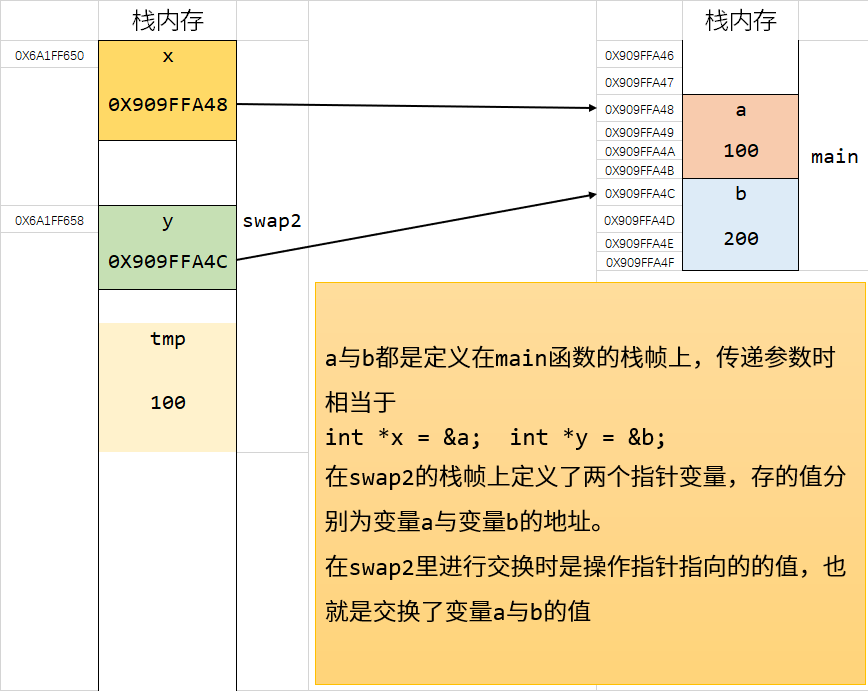 栈内存
0X6A1FF650
x
0X909FFA48
0X6A1FF658
y
0X909FFA4C
swap2
tmp
100
栈内存
0X909FFA46
0X909FFA47
0X909FFA48
0X909FFA49
0X909FFA4A
0X909FFA4B
0X909FFA4C
0X909FFA4D
0X909FFA4E
0X909FFA4F
a
100
b
200
main
a与b都是定义在main函数的栈帧上，传递参数时
相当于
int *x = &a;  int *y = &b;
在swap2的栈帧上定义了两个指针变量，存的值分
别为变量a与变量b的地址。
在swap2里进行交换时是操作指针指向的的值，也
就是交换了变量a与b的值